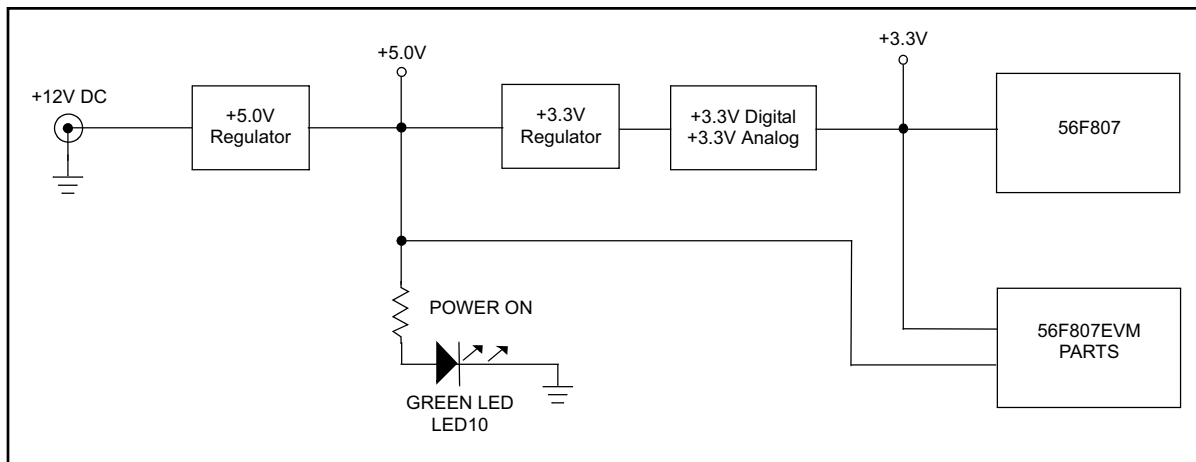 +5.0V
+3.3V
+12V DC
+5.0V
Regulator
+3.3V
Regulator
+3.3V Digital
+3.3V Analog
56F807
POWER ON
GREEN LED
LED10
56F807EVM
PARTS